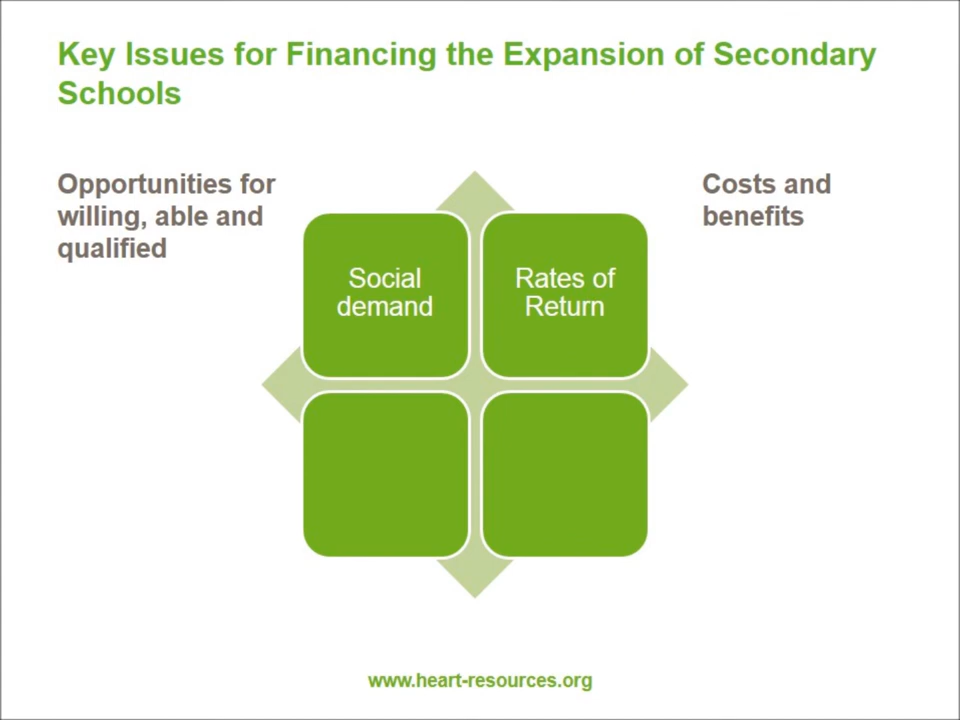 Key Issues for Financing the Expansion of Secondary
Schools
Opportunities for
willing, able and
qualified
Costs and
benefits
Social
demand
Rates of
Return
www.heart-resources.org